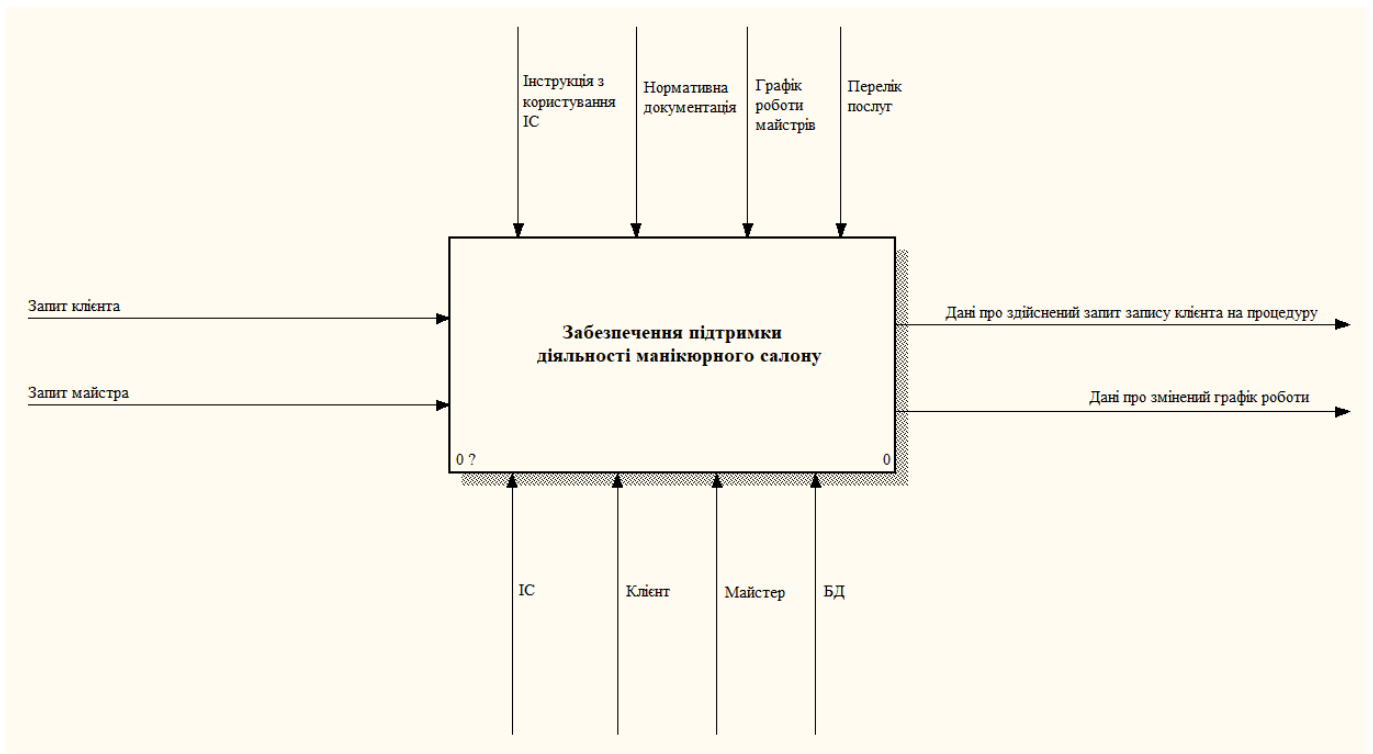 Інструкція з
користування
ІС
Нормативна
документація
Графік
роботи
майстрів
Перелік
послуг
Запит клієнта
Запит майстра
Забезпечення підтримки
діяльності манікюрного салону
0 ?
0
Дані про здійснений запит запису клієнта на процедуру
Дані про змінений графік роботи
ІС
Клієнт
Майстер
БД